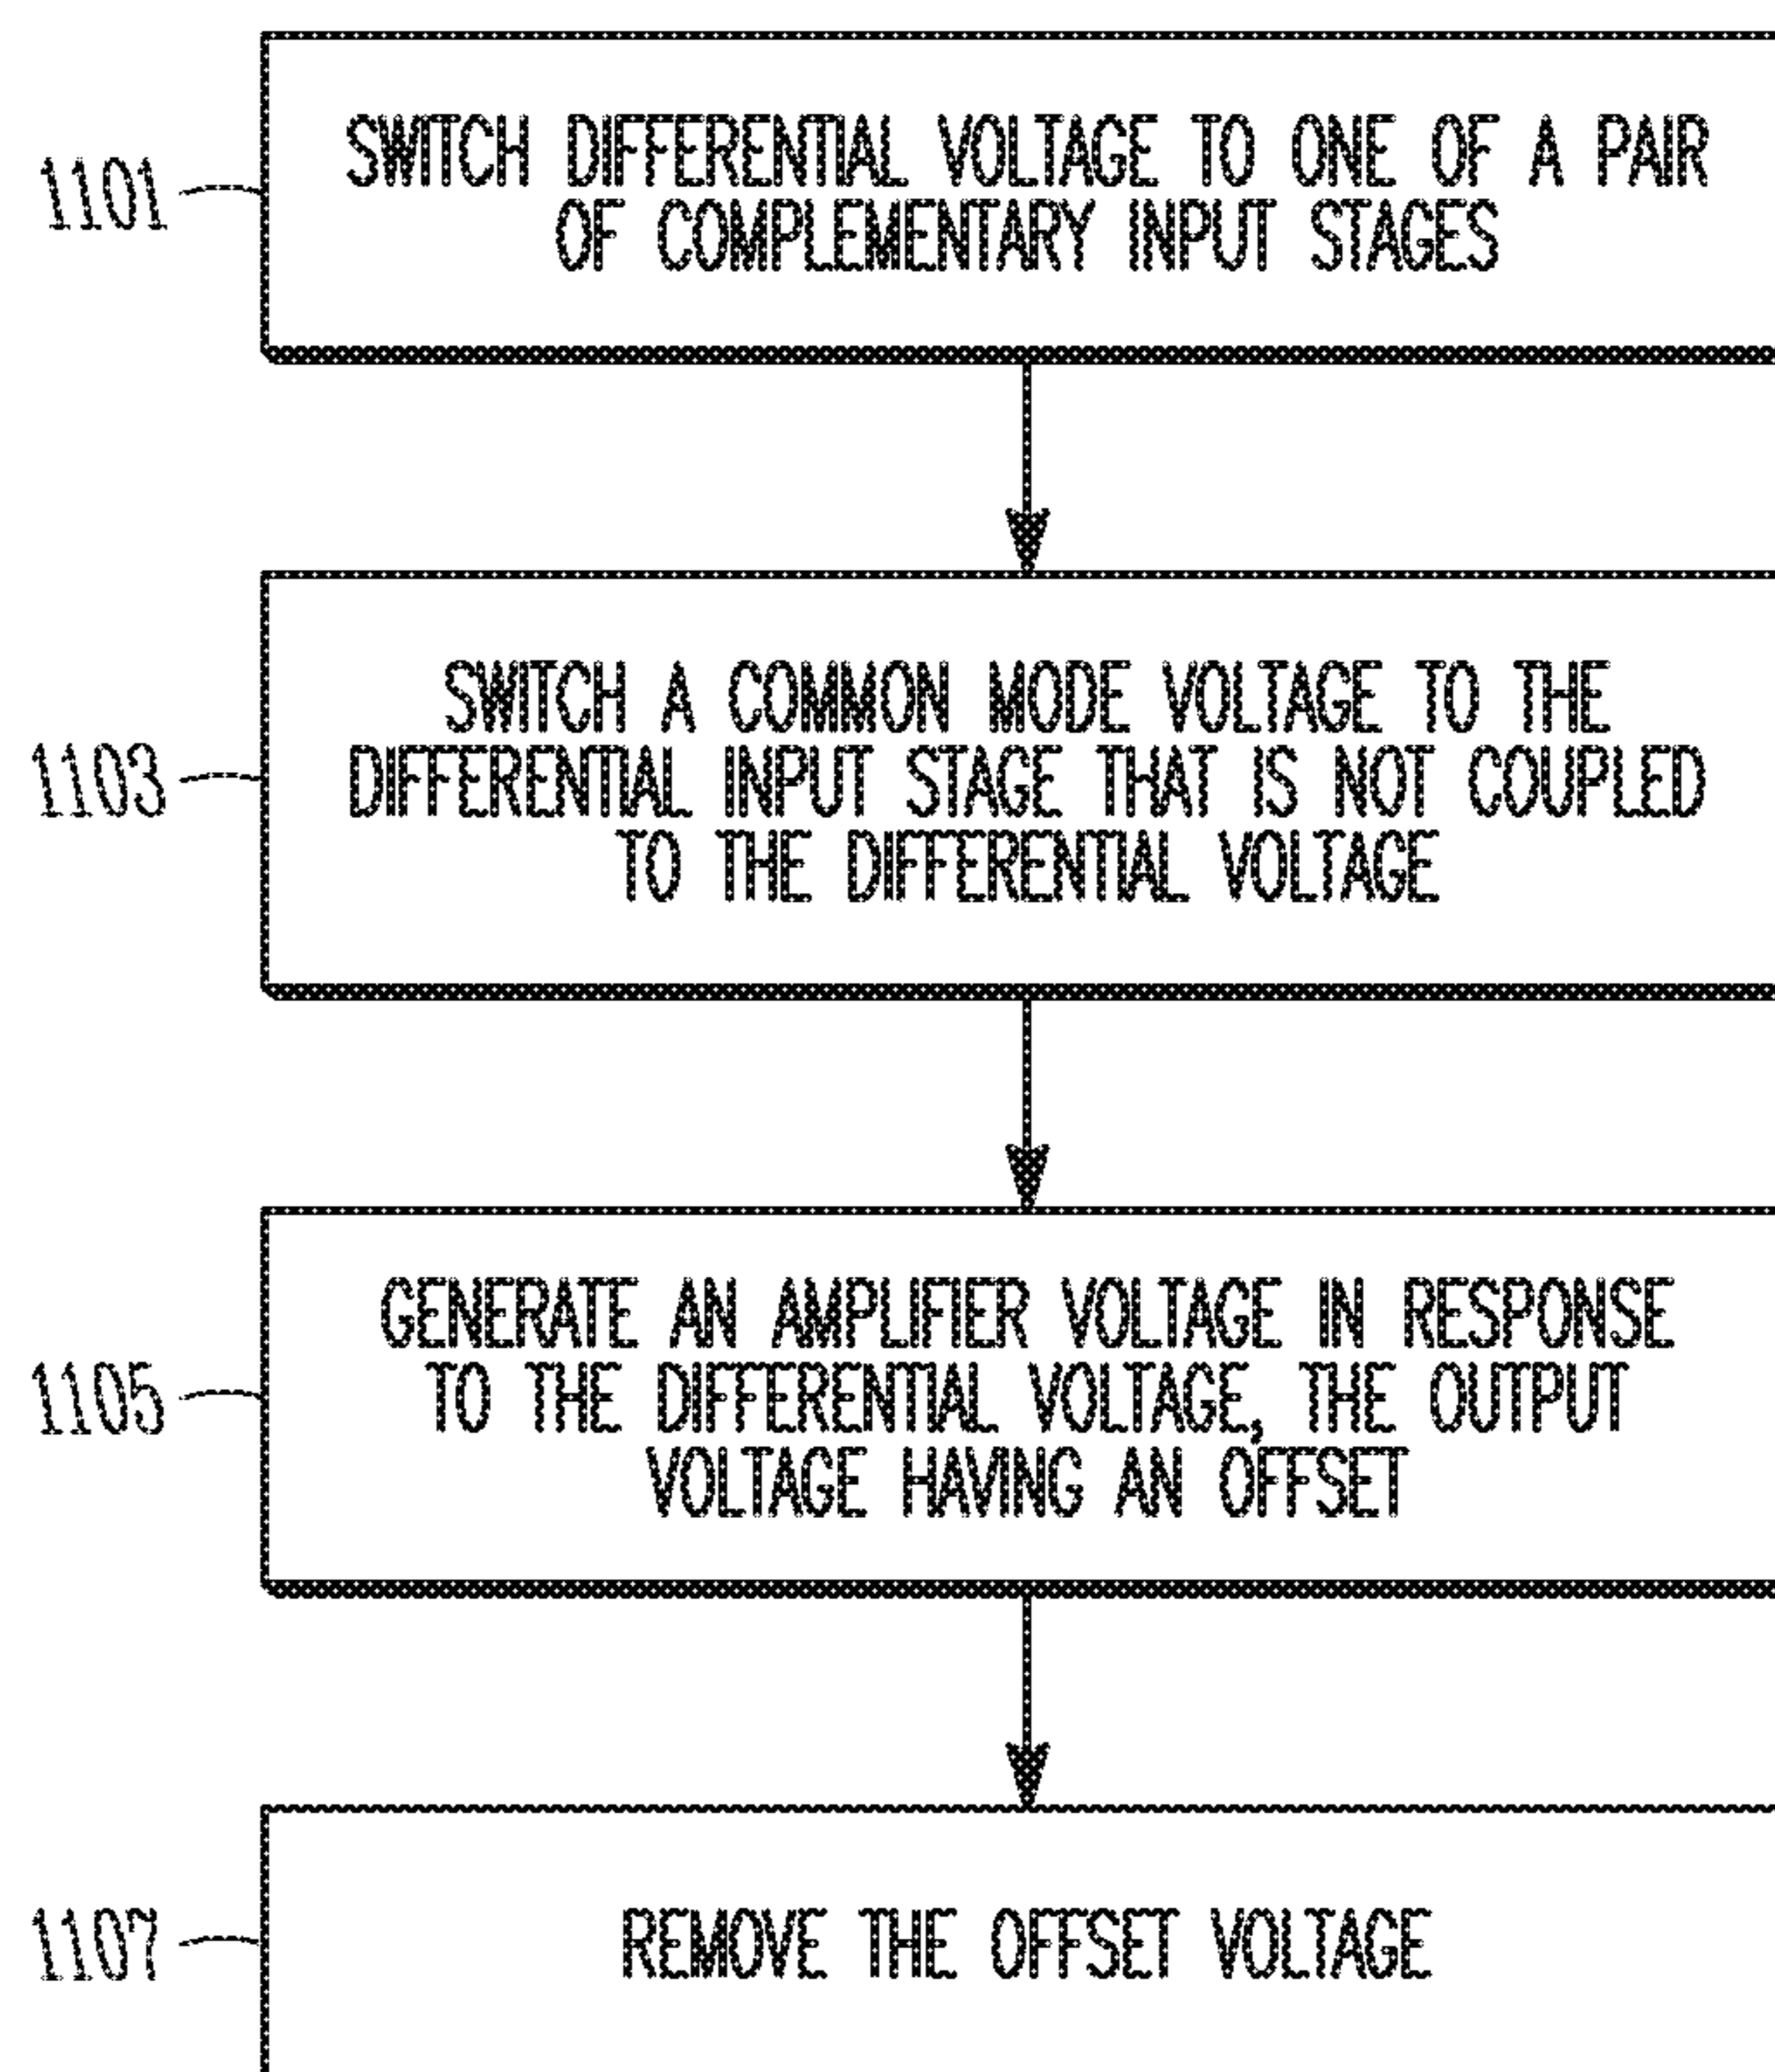 1101
SWITCH DIFFERENTIAL VOLTAGE TO ONE OF A PAIR
OF COMPLEMENTARY INPUT STAGES
1103
SWITCH A COMMON MODE VOLTAGE TO THE
DIFFERENTIAL INPUT STAGE THAT IS NOT COUPLED
TO THE DIFFERENTIAL VOLTAGE
1105
GENERATE AN AMPLIFIER VOLTAGE IN RESPONSE
TO THE DIFFERENTIAL VOLTAGE, THE OUTPUT
VOLTAGE HAVING AN OFFSET
1107
REMOVE THE OFFSET VOLTAGE